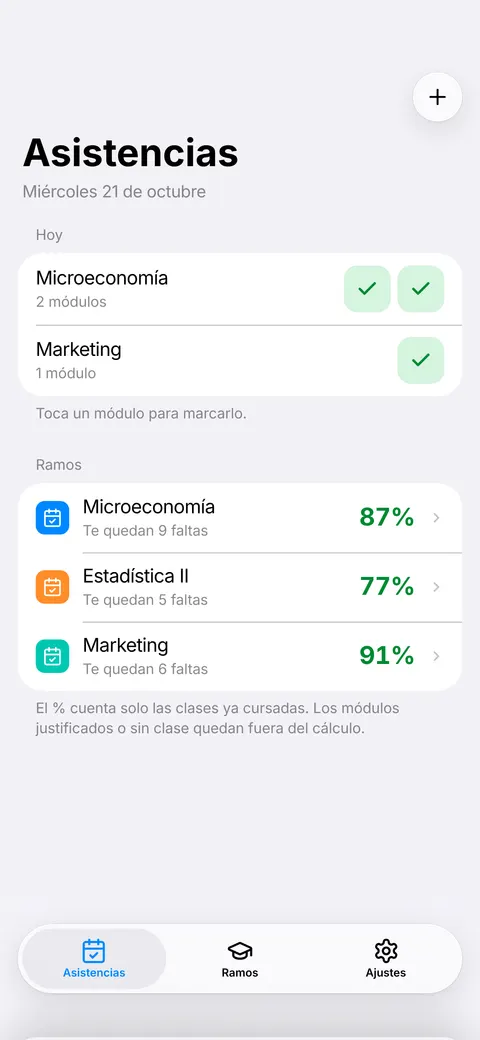 Asistencias
Miércoles 21 de octubre
Hoy
Microeconomía
2 módulos
Marketing
1 módulo
Toca un módulo para marcarlo.
Ramos
Microeconomía
Te quedan 9 faltas
87%
Estadística II
Te quedan 5 faltas
77%
Marketing
Te quedan 6 faltas
91%
El % cuenta solo las clases ya cursadas. Los módulos
justificados o sin clase quedan fuera del cálculo.
Asistencias
Ramos
Ajustes